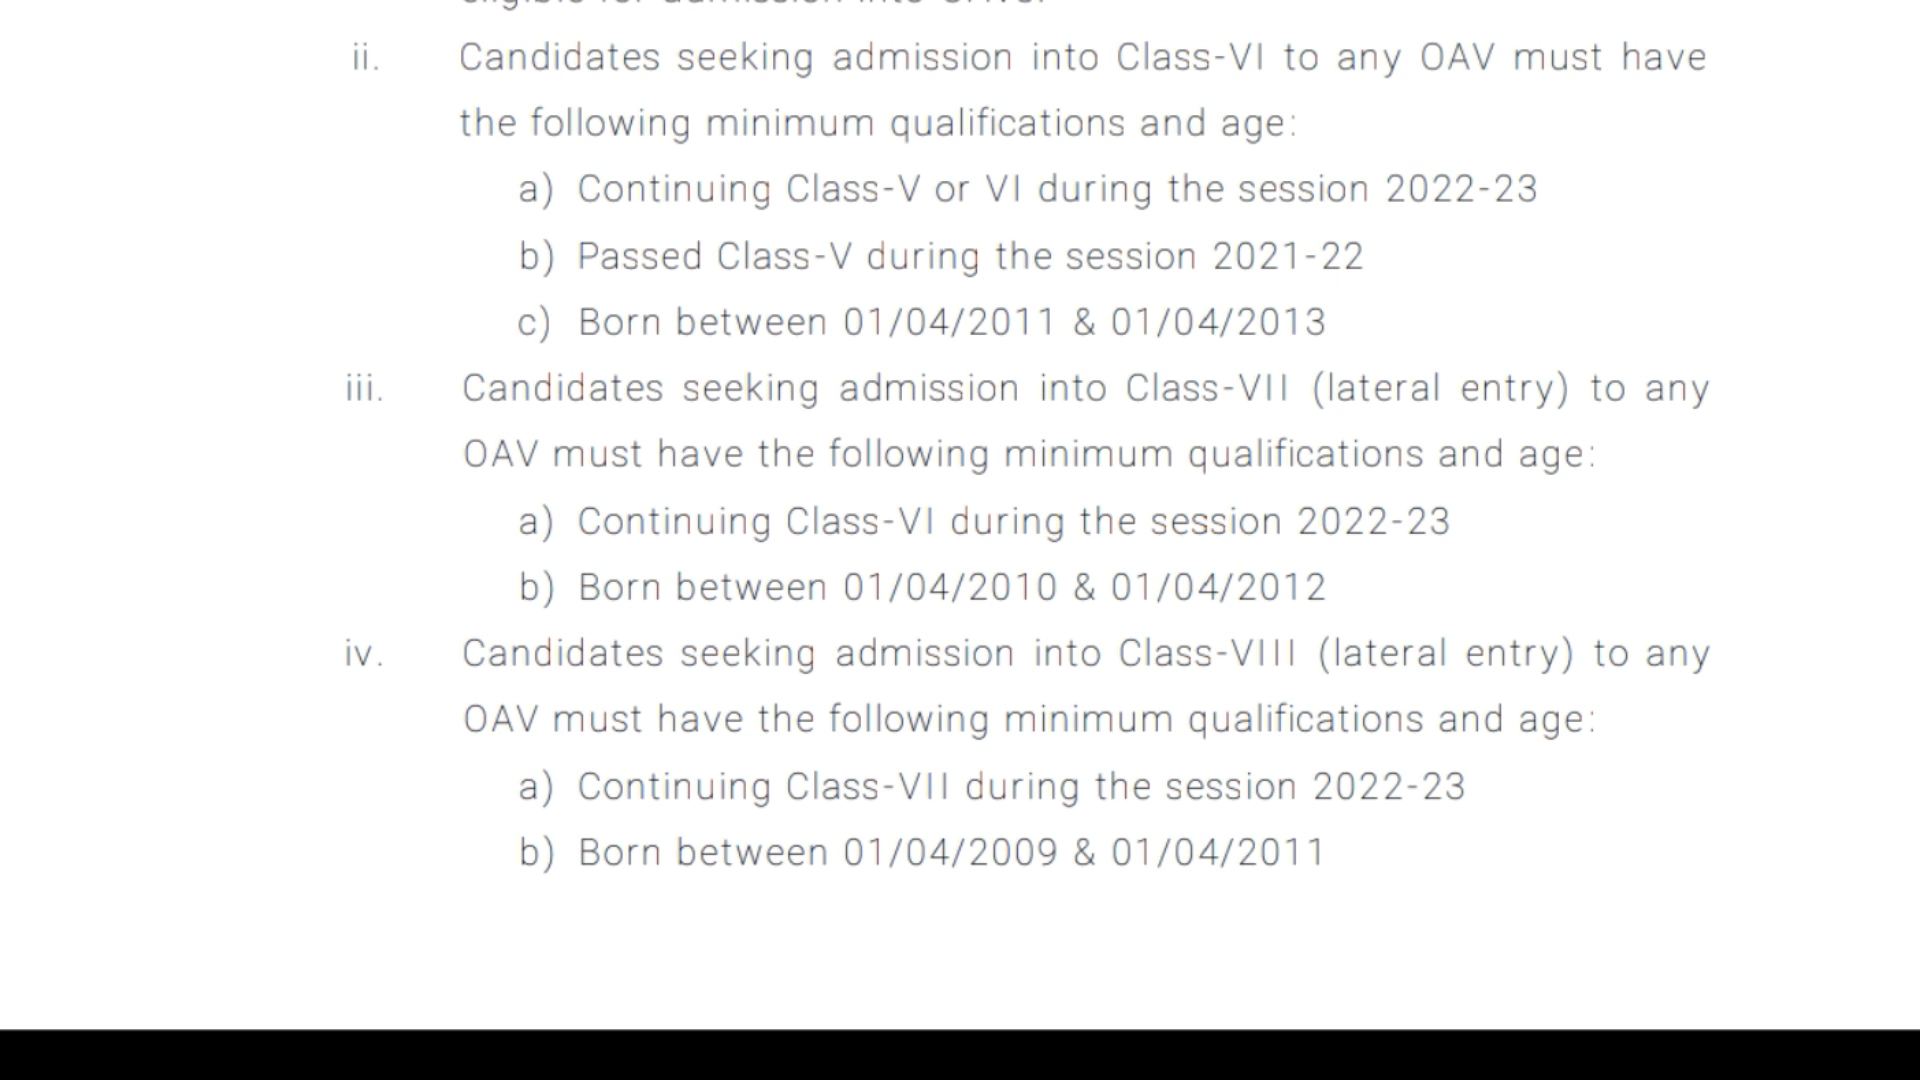 ii. Candidates seeking admission into Class-VI to any OAV must have
the following minimum qualifications and age:
a) Continuing Class-V or VI during the session 2022-23
b) Passed Class-V during the session 2021-22
c) Born between 01/04/2011 & 01/04/2013
iii. Candidates seeking admission into Class-VII (lateral entry) to any
OAV must have the following minimum qualifications and age:
a) Continuing Class-VI during the session 2022-23
b) Born between 01/04/2010 & 01/04/2012
iv. Candidates seeking admission into Class-VIII (lateral entry) to any
OAV must have the following minimum qualifications and age:
a) Continuing Class-VII during the session 2022-23
b) Born between 01/04/2009 & 01/04/2011